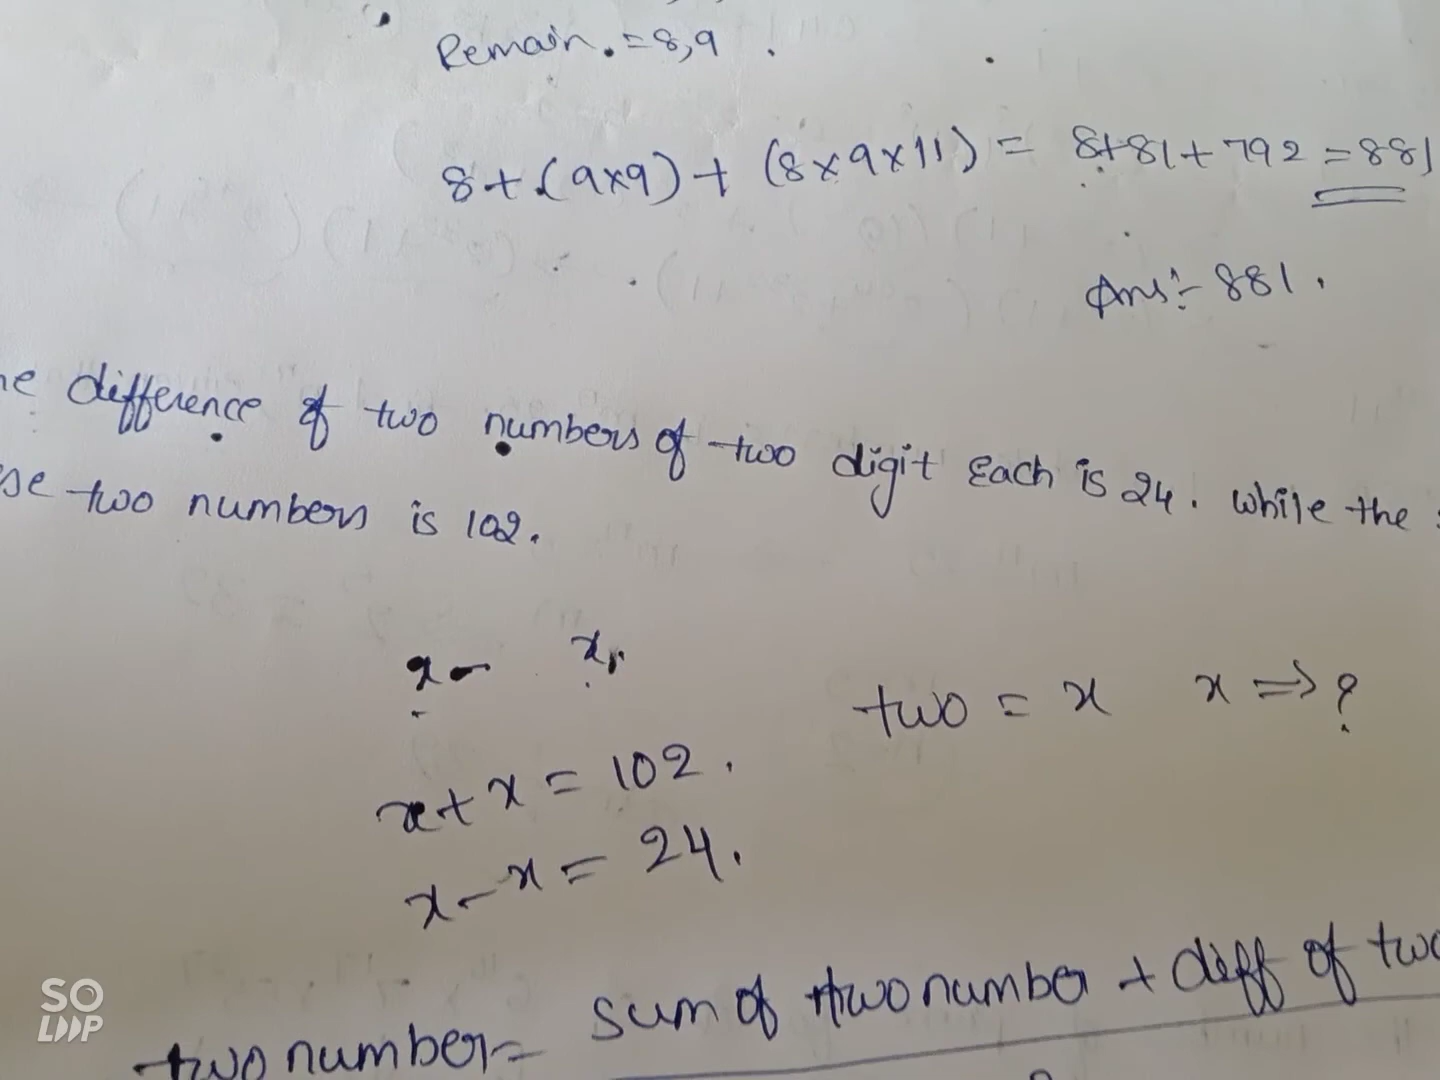 Remain. = 8,9 .
8 + (9x9) + (8x9x11) = 8+81+792 = 881
Ans:- 881.
difference of two numbers of two digit Each is 24. While the
two numbers is 102.
x - x,
two = x x => ?
x + x = 102.
x - x = 24.
two number = sum of two number + diff of
SO
LOOP